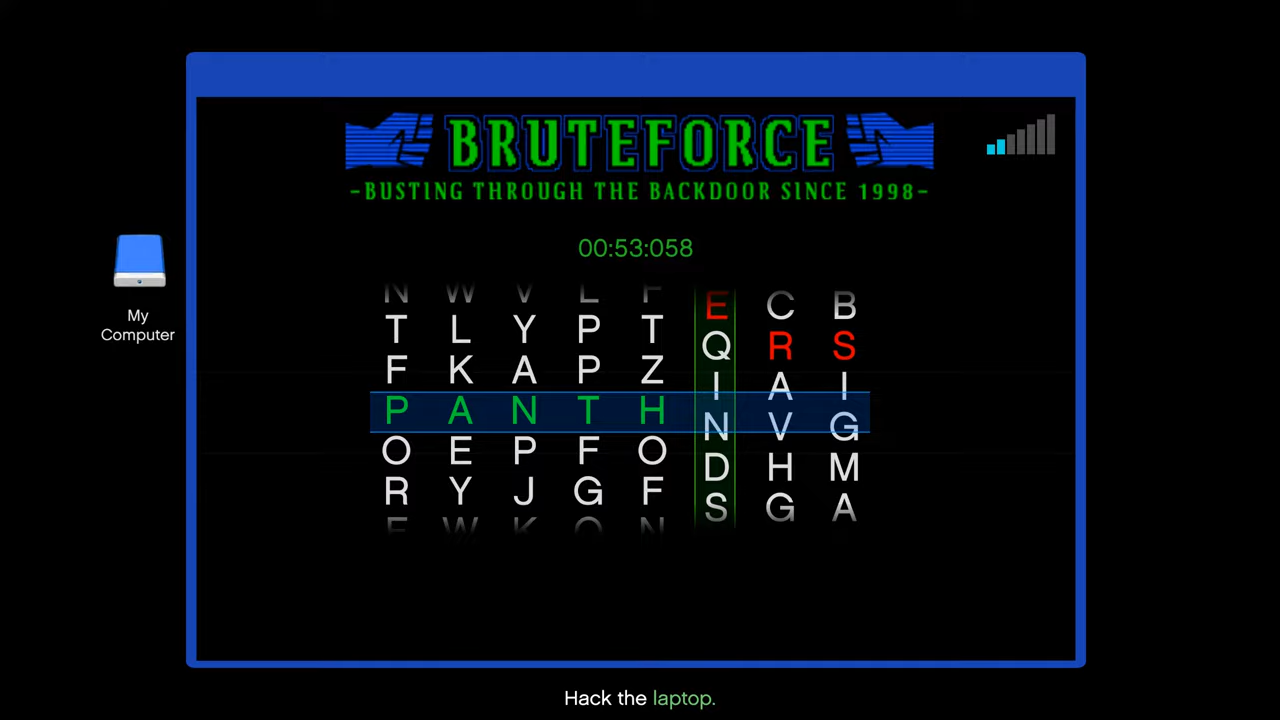 BRUTEFORCE
-BUSTING THROUGH THE BACKDOOR SINCE 1998-
00:53:058
My
Computer
N W V L F E C B
T L Y P T Q R S
F K A P Z I A I
P A N T H N V G
O E P F O D H M
R Y J G F S G A
Hack the laptop.